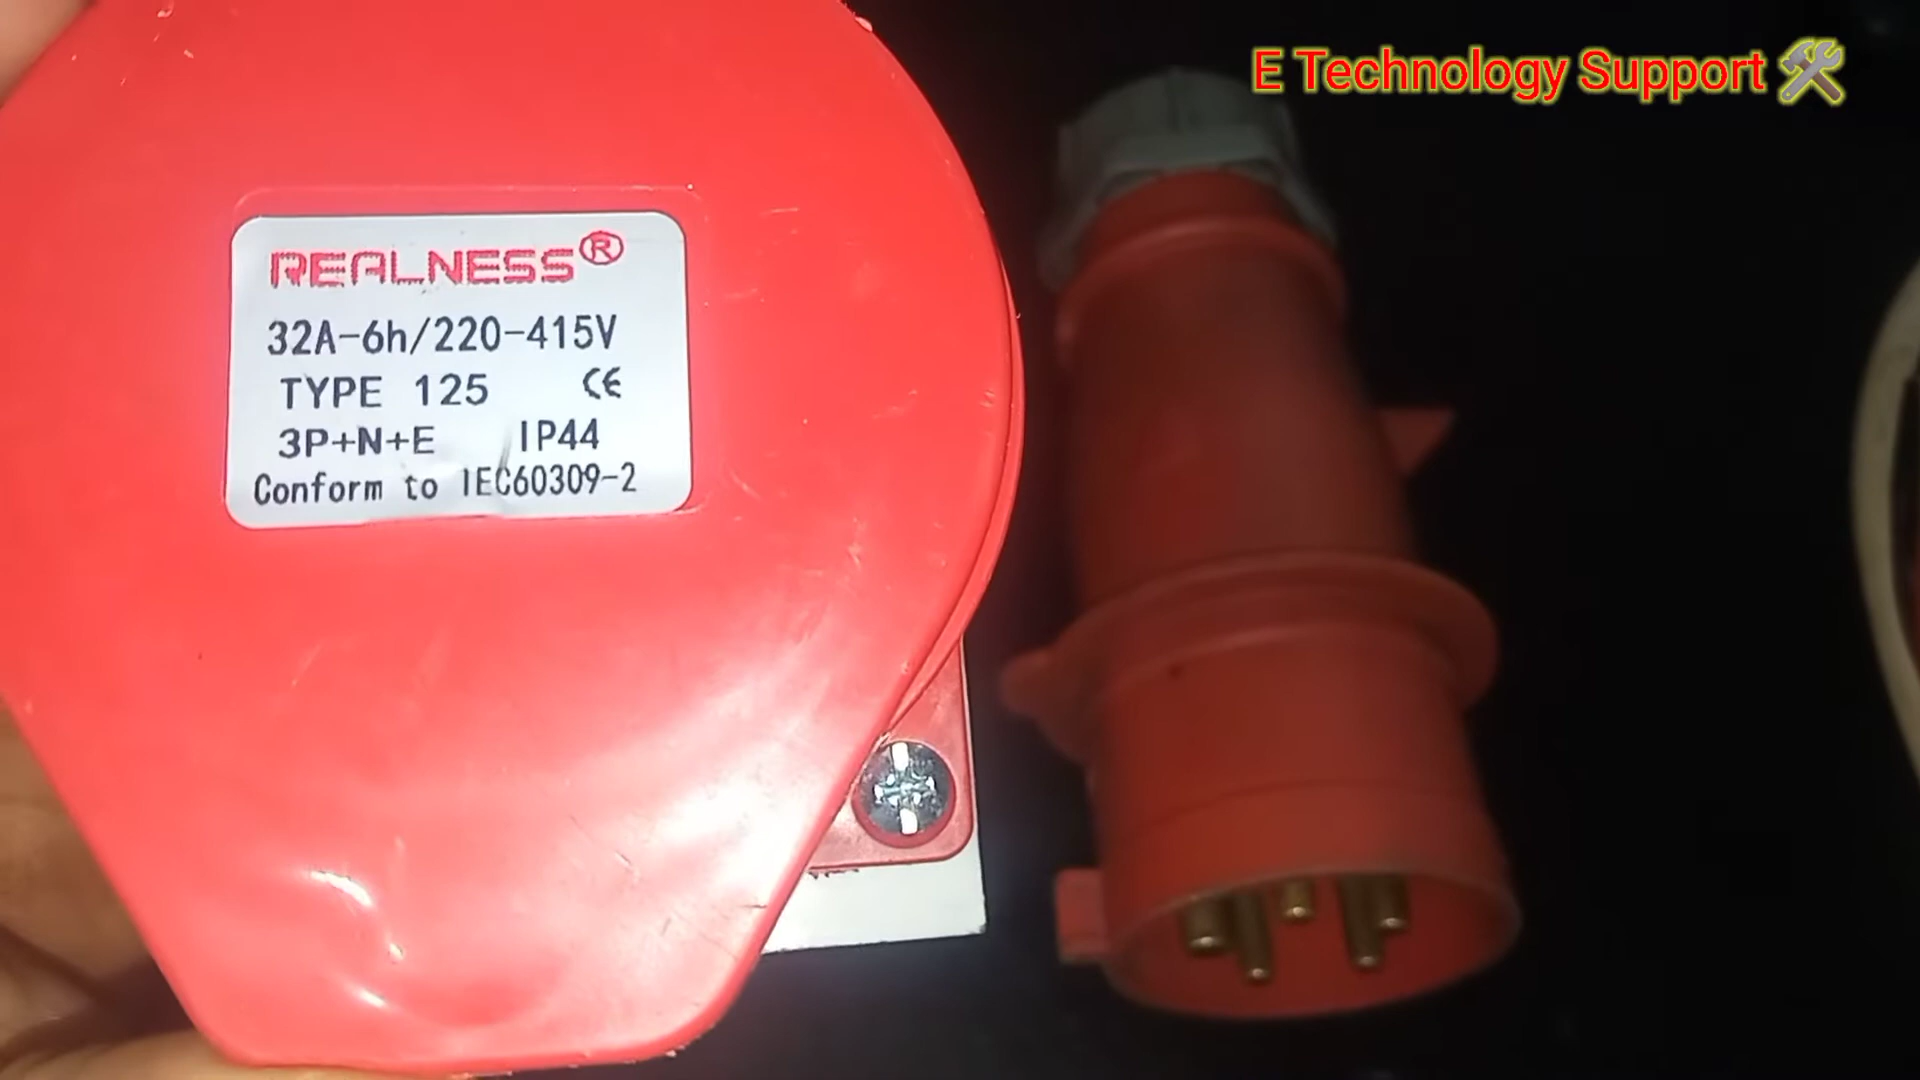 E Technology Support
REALNESS®
32A-6h/220-415V
TYPE 125 CE
3P+N+E IP44
Conform to IEC60309-2